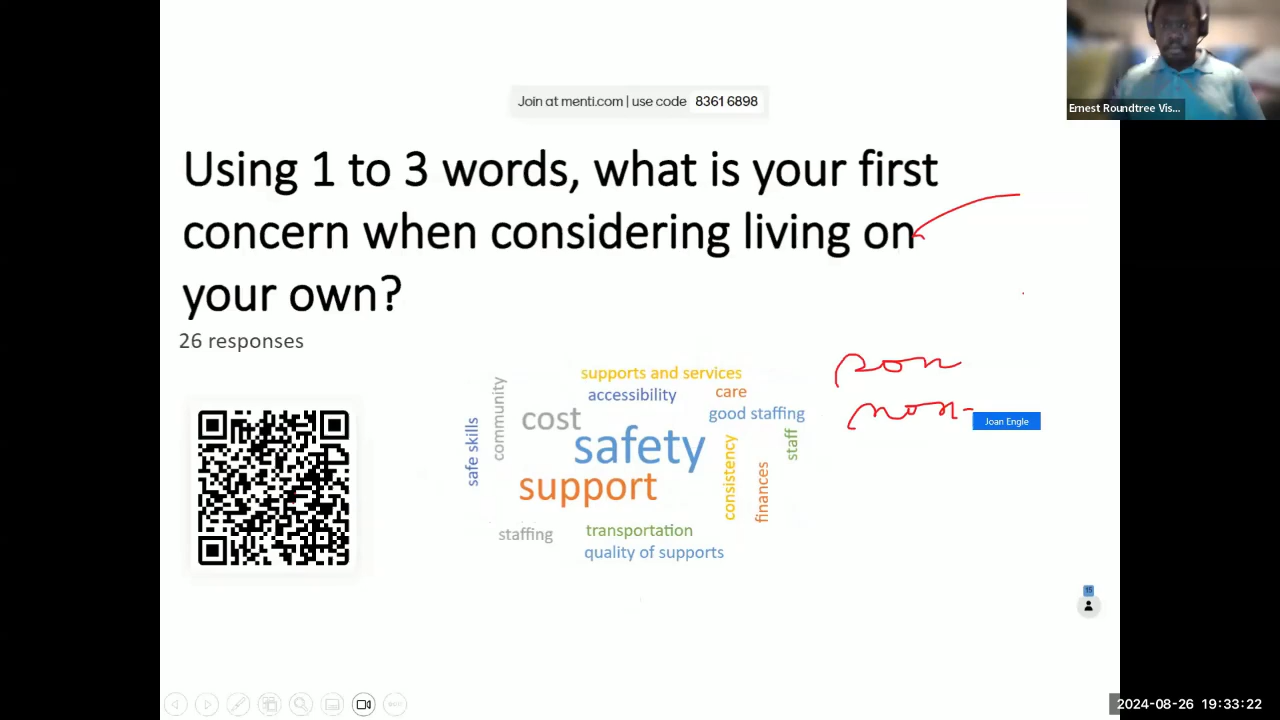 Ernest Roundtree Vis...
Join at menti.com | use code 8361 6898
Using 1 to 3 words, what is your first
concern when considering living on
your own?
26 responses
supports and services
accessibility
care
community
cost
good staffing
safe skills
safety
staff
consistency
finances
support
staffing
transportation
quality of supports
Joan Engle
15
2024-08-26 19:33:22